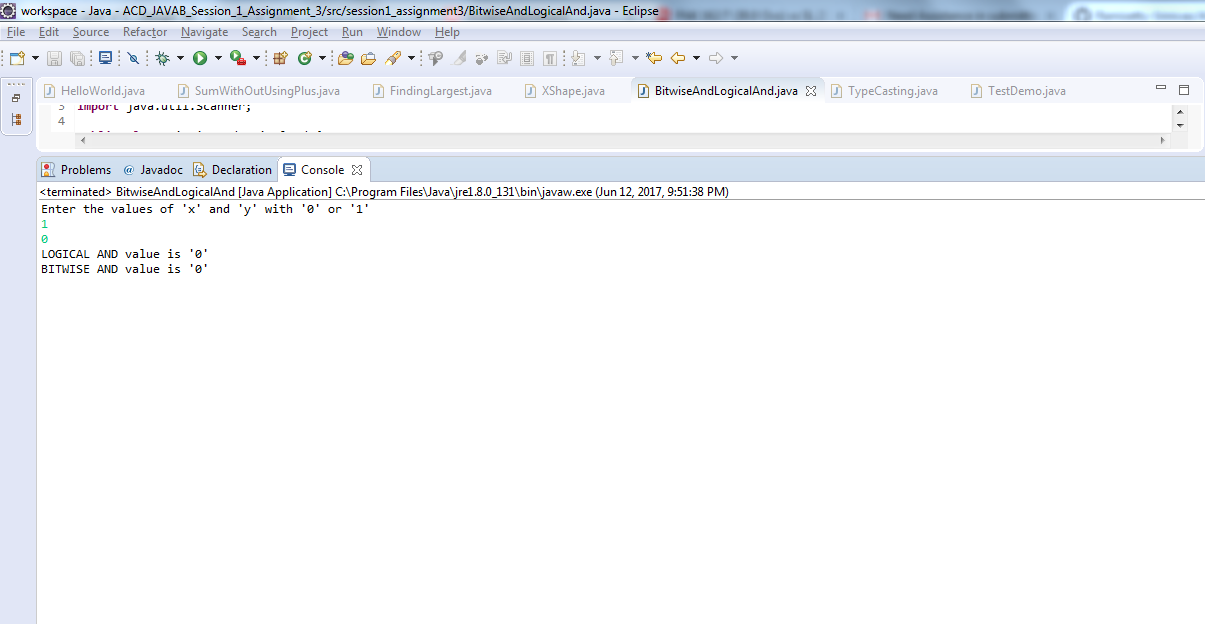 workspace - Java - ACD_JAVAB_Session_1_Assignment_3/src/session1_assignment3/BitwiseAndLogicalAnd.java - Eclipse
File Edit Source Refactor Navigate Search Project Run Window Help
HelloWorld.java SumWithOutUsingPlus.java FindingLargest.java XShape.java BitwiseAndLogicalAnd.java TypeCasting.java TestDemo.java
3 import java.util.Scanner;
4
Problems @ Javadoc Declaration Console
<terminated> BitwiseAndLogicalAnd [Java Application] C:\Program Files\Java\jre1.8.0_131\bin\javaw.exe (Jun 12, 2017, 9:51:38 PM)
Enter the values of 'x' and 'y' with '0' or '1'
1
0
LOGICAL AND value is '0'
BITWISE AND value is '0'